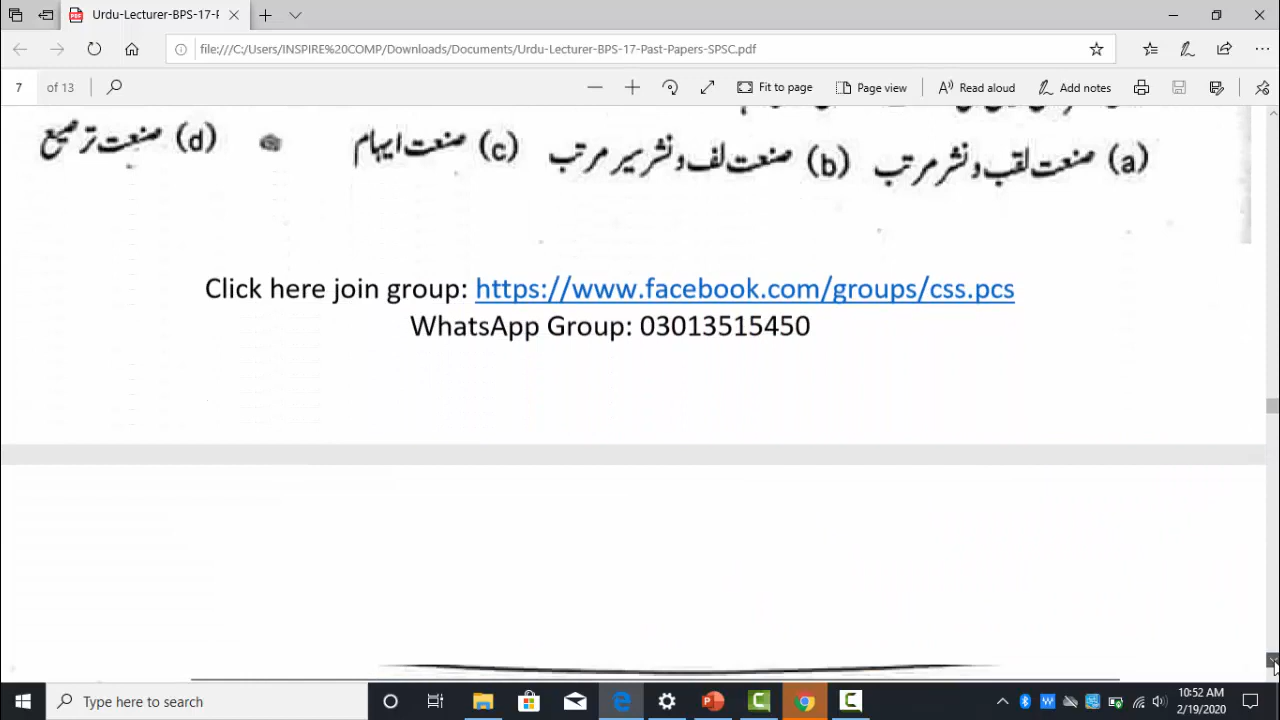 Urdu-Lecturer-BPS-17-P
file:///C:/Users/INSPIRE%20COMP/Downloads/Documents/Urdu-Lecturer-BPS-17-Past-Papers-SPSC.pdf
7 of 13 Fit to page Page view Read aloud Add notes
(a) صنعت لقب و نشر مرتب (b) صنعت لف و نشر سیر مرتب (c) صنعت ایہام (d) صنعت ترصیع
Click here join group: https://www.facebook.com/groups/css.pcs
WhatsApp Group: 03013515450
Type here to search
10:52 AM
2/19/2020